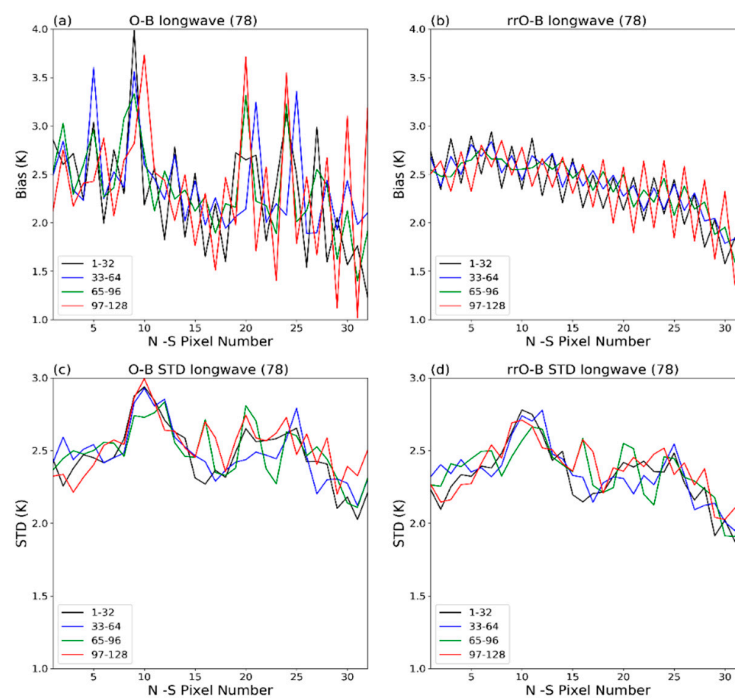 (a) O-B longwave (78)
4.0
3.5
3.0
2.5
2.0
1.5
1.0
Bias (K)
1-32
33-64
65-96
97-128
5 10 15 20 25 30
N -S Pixel Number
(b) rrO-B longwave (78)
4.0
3.5
3.0
2.5
2.0
1.5
1.0
Bias (K)
1-32
33-64
65-96
97-128
5 10 15 20 25 30
N -S Pixel Number
(c) O-B STD longwave (78)
3.0
2.5
2.0
1.5
1.0
STD (K)
1-32
33-64
65-96
97-128
5 10 15 20 25 30
N -S Pixel Number
(d) rrO-B STD longwave (78)
3.0
2.5
2.0
1.5
1.0
STD (K)
1-32
33-64
65-96
97-128
5 10 15 20 25 30
N -S Pixel Number